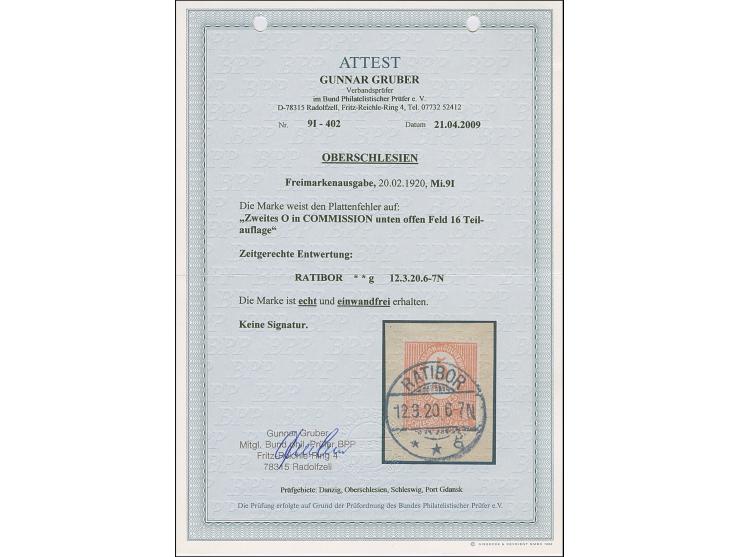 ATTEST
GUNNAR GRUBER
Verbandsprüfer
im Bund Philatelistischer Prüfer e. V.
D-78315 Radolfzell, Fritz-Reichle-Ring 4, Tel. 07732 52412
Nr. 9I - 402 Datum 21.04.2009
OBERSCHLESIEN
Freimarkenausgabe, 20.02.1920, Mi.9I
Die Marke weist den Plattenfehler auf:
„Zweites O in COMMISSION unten offen Feld 16 Teil-
auflage“
Zeitgerechte Entwertung:
RATIBOR * * g 12.3.20.6-7N
Die Marke ist echt und einwandfrei erhalten.
Keine Signatur.
RATIBOR
12.3.20.6-7N
* * g
Gunnar Gruber
Mitgl. Bund phil. Prüfer BPP
Fritz-Reichle-Ring 4
78315 Radolfzell
Prüfgebiete: Danzig, Oberschlesien, Schleswig, Port Gdansk
Die Prüfung erfolgte auf Grund der Prüfordnung des Bundes Philatelistischer Prüfer e.V.